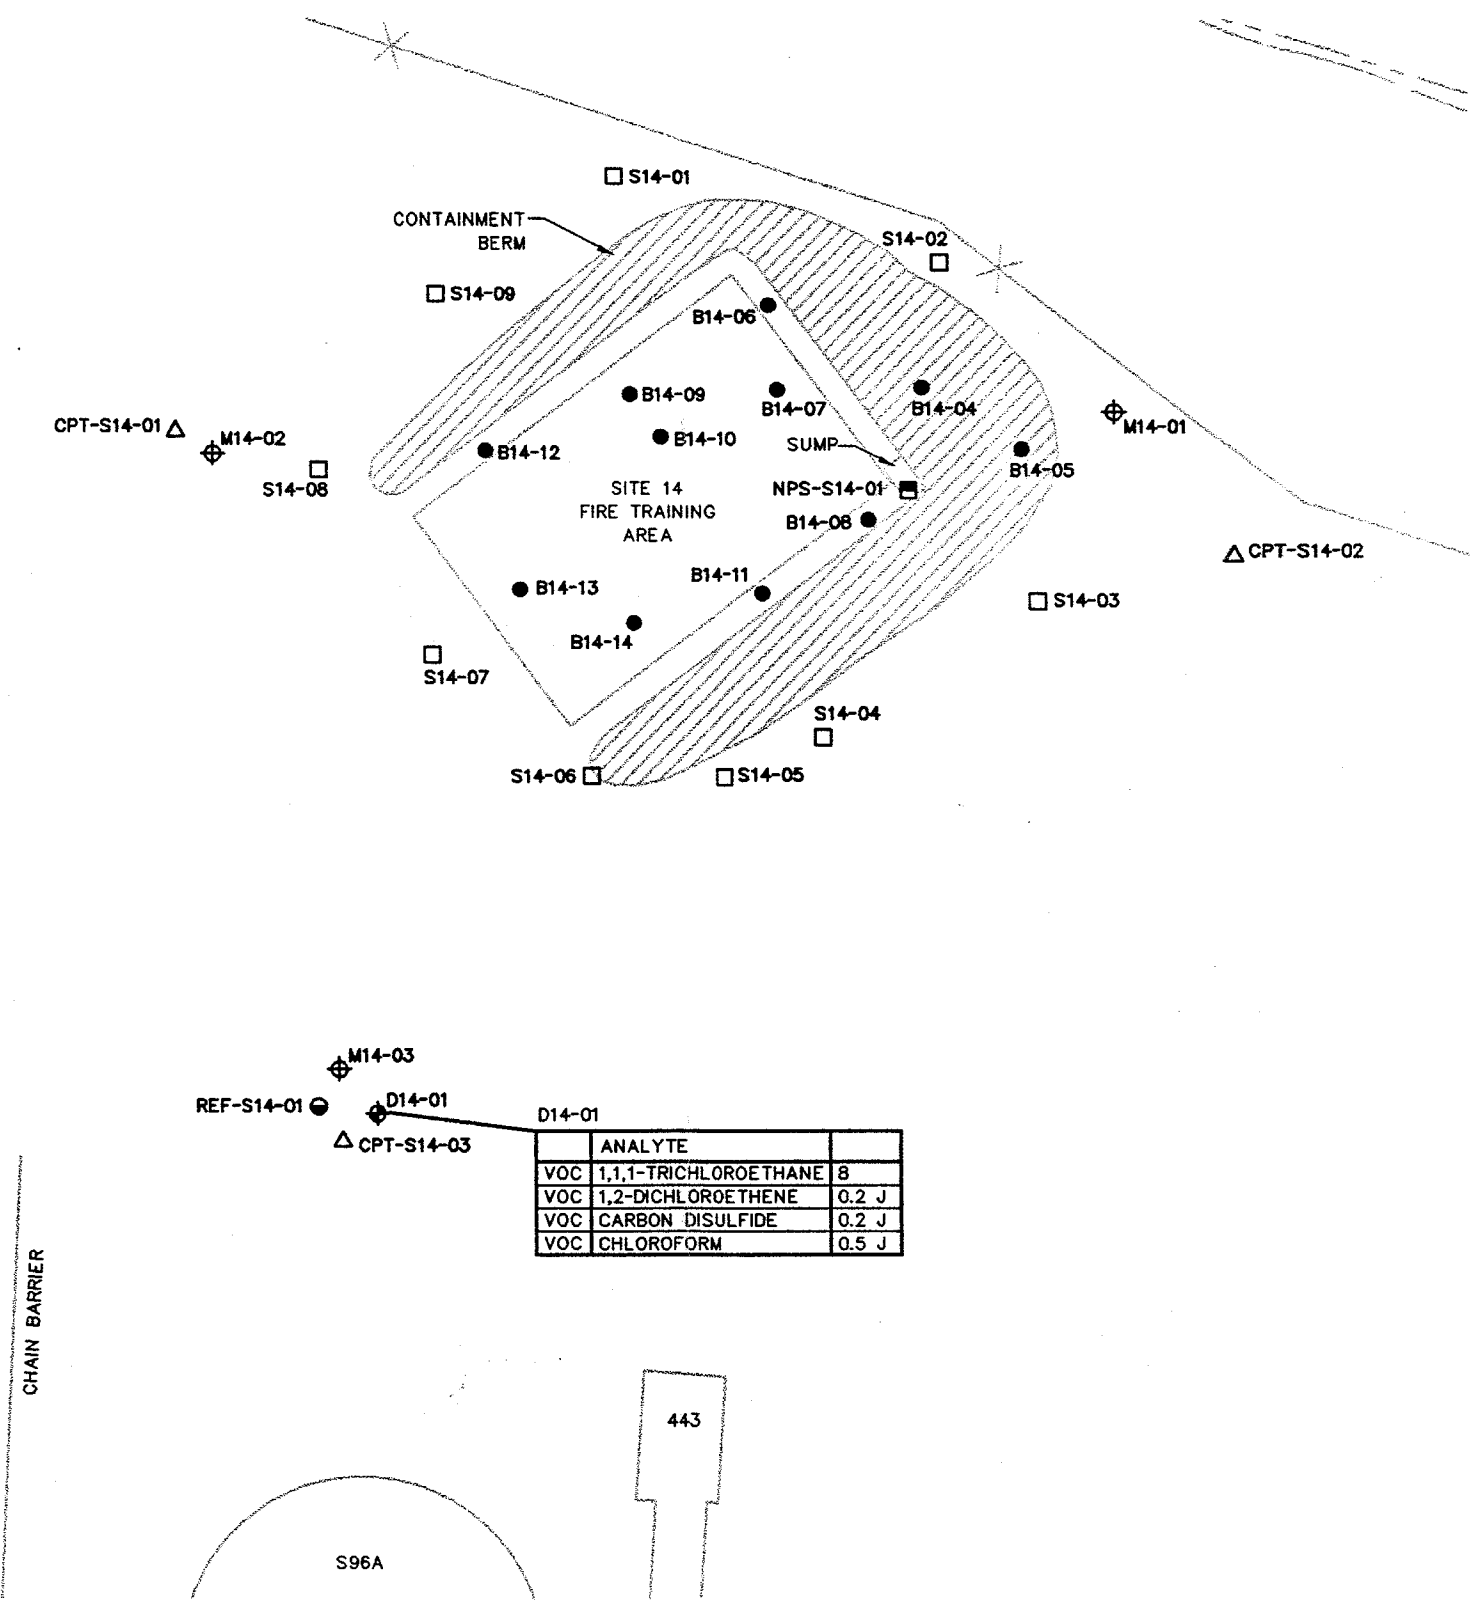 S14-01
CONTAINMENT
BERM
S14-02
S14-09
B14-06
B14-09
B14-07
B14-04
CPT-S14-01
M14-02
B14-10
M14-01
SUMP
B14-12
B14-05
S14-08
NPS-S14-01
SITE 14
FIRE TRAINING
AREA
B14-08
CPT-S14-02
B14-13
B14-11
S14-03
B14-14
S14-07
S14-04
S14-06
S14-05
M14-03
REF-S14-01
D14-01
CPT-S14-03
D14-01
ANALYTE
VOC 1,1,1-TRICHLOROETHANE 8
VOC 1,2-DICHLOROETHENE 0.2 J
VOC CARBON DISULFIDE 0.2 J
VOC CHLOROFORM 0.5 J
CHAIN BARRIER
443
S96A